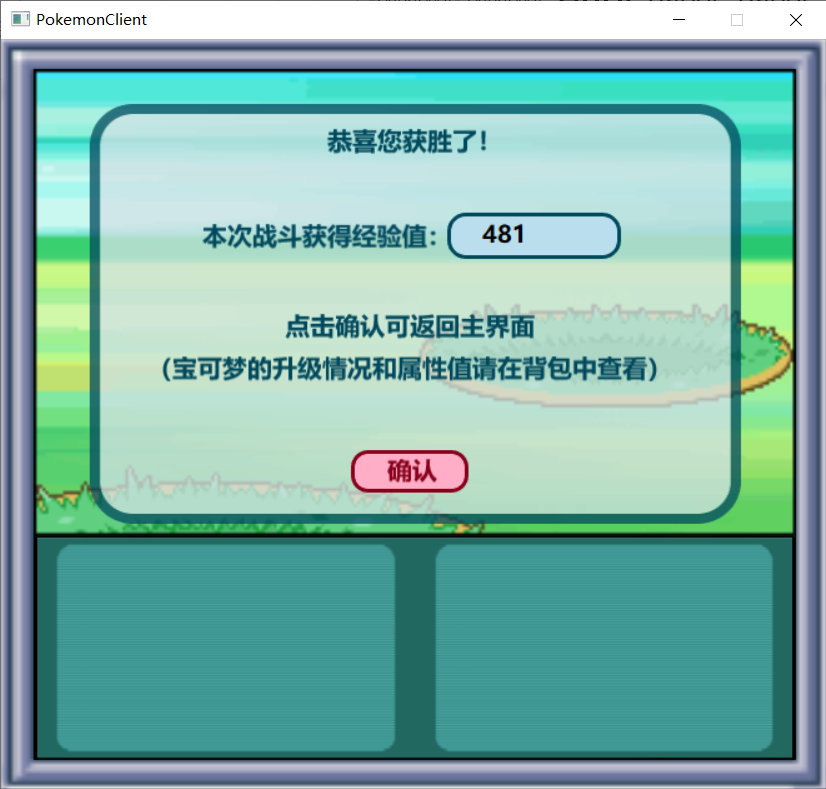 PokemonClient
恭喜您获胜了！
本次战斗获得经验值： 481
点击确认可返回主界面
（宝可梦的升级情况和属性值请在背包中查看）
确认